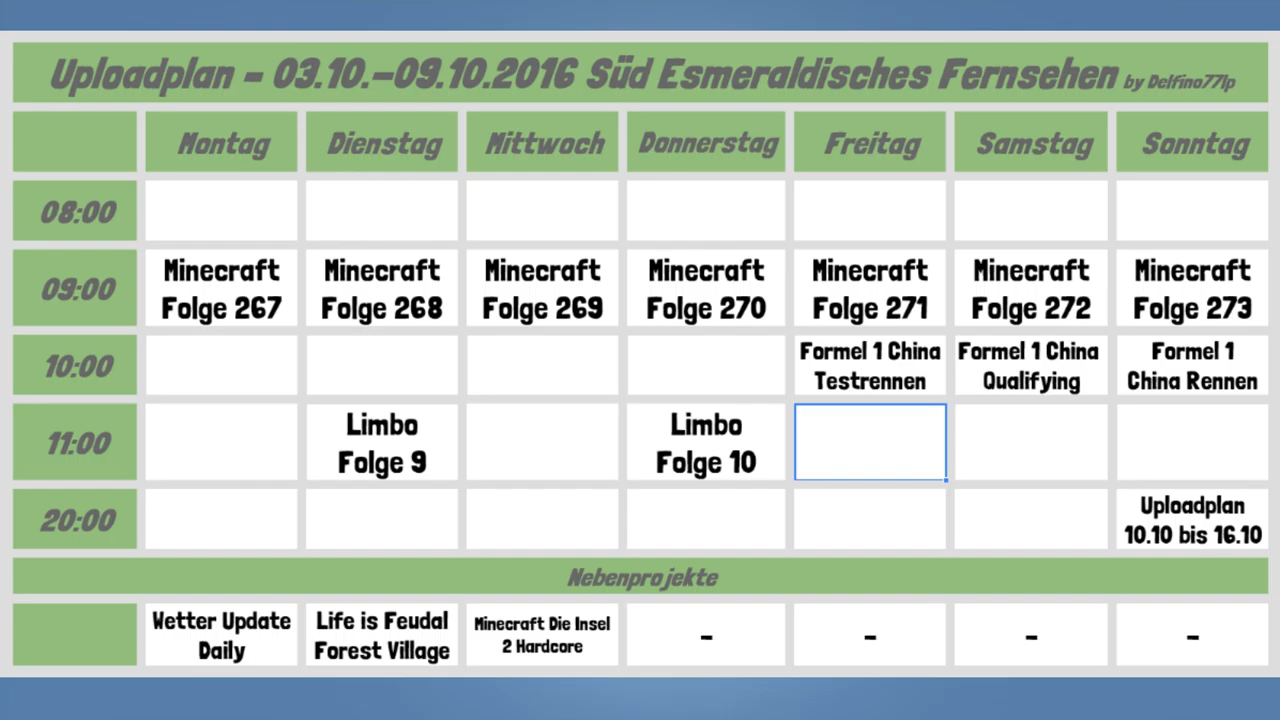 Uploadplan - 03.10.-09.10.2016 Süd Esmeraldisches Fernsehen by Delfino77lp
Montag Dienstag Mittwoch Donnerstag Freitag Samstag Sonntag
08:00
09:00
Minecraft
Folge 267
Minecraft
Folge 268
Minecraft
Folge 269
Minecraft
Folge 270
Minecraft
Folge 271
Minecraft
Folge 272
Minecraft
Folge 273
10:00
Formel 1 China
Testrennen
Formel 1 China
Qualifying
Formel 1
China Rennen
11:00
Limbo
Folge 9
Limbo
Folge 10
20:00
Uploadplan
10.10 bis 16.10
Nebenprojekte
Wetter Update
Daily
Life is Feudal
Forest Village
Minecraft Die Insel
2 Hardcore
-
-
-
-